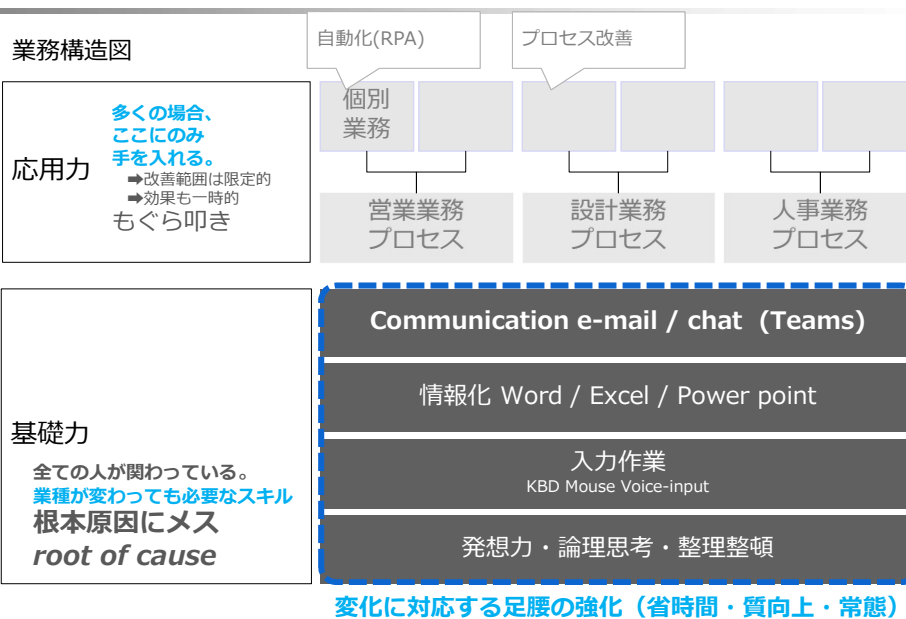 業務構造図
自動化(RPA)
プロセス改善
応用力
多くの場合、
ここにのみ
手を入れる。
➡改善範囲は限定的
➡効果も一時的
もぐら叩き
個別
業務
営業業務
プロセス
設計業務
プロセス
人事業務
プロセス
基礎力
全ての人が関わっている。
業種が変わっても必要なスキル
根本原因にメス
root of cause
Communication e-mail / chat (Teams)
情報化 Word / Excel / Power point
入力作業
KBD Mouse Voice-input
発想力・論理思考・整理整頓
変化に対応する足腰の強化（省時間・質向上・常態）